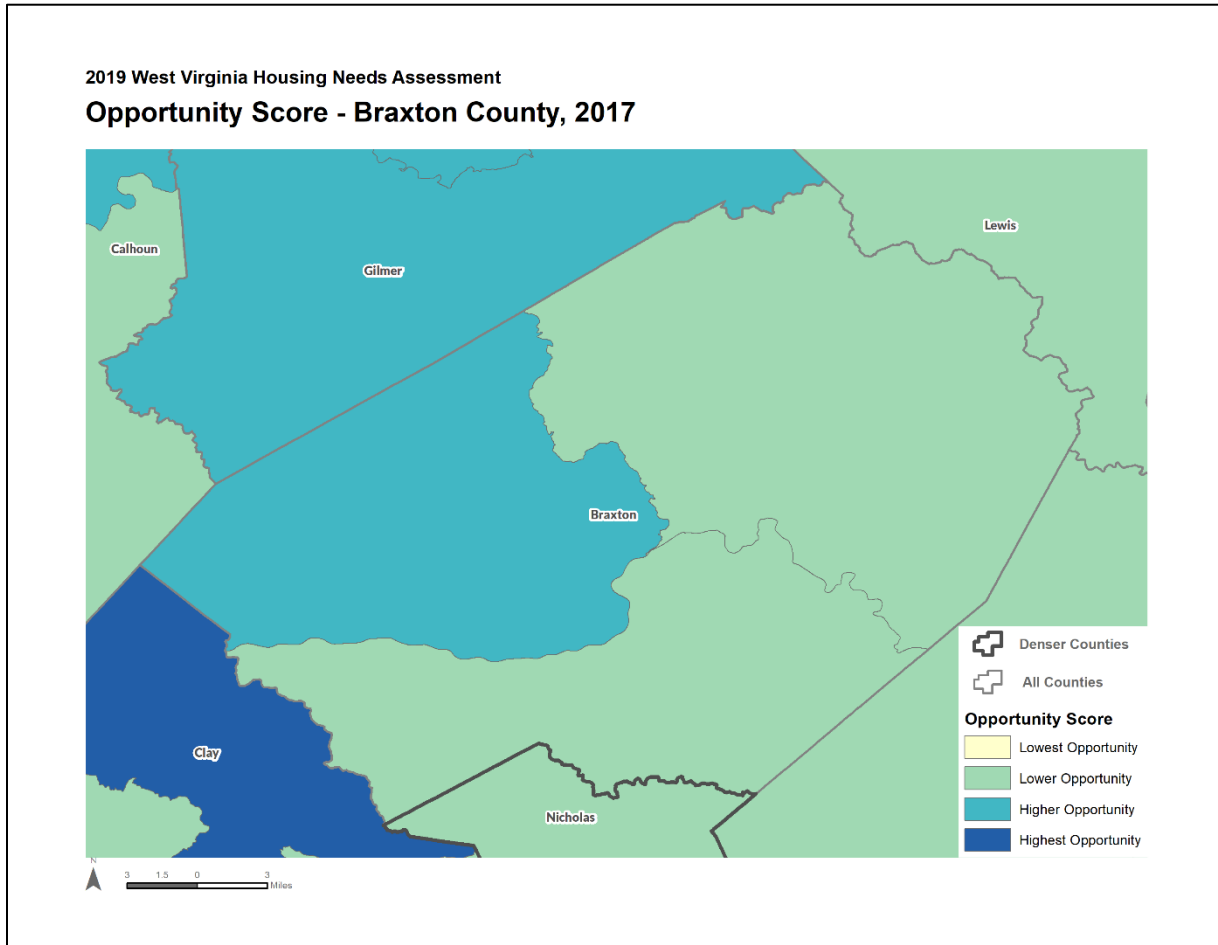 2019 West Virginia Housing Needs Assessment
Opportunity Score - Braxton County, 2017
Calhoun
Gilmer
Lewis
Braxton
Clay
Nicholas
Denser Counties
All Counties
Opportunity Score
Lowest Opportunity
Lower Opportunity
Higher Opportunity
Highest Opportunity
N
3 1.5 0 3
Miles